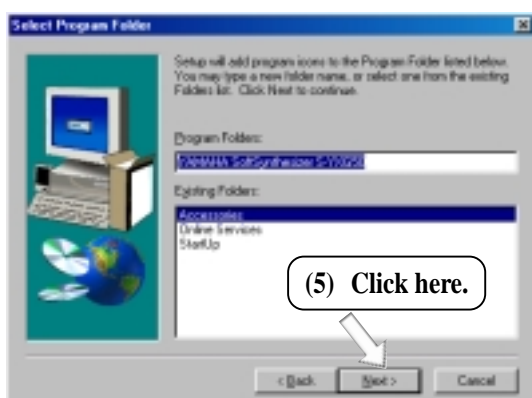 Select Program Folder
Setup will add program icons to the Program Folder listed below.
You may type a new folder name, or select one from the existing
Folders list. Click Next to continue.
Program Folders:
YAMAHA SoftSynthesizer
Existing Folders:
Accessories
Online Services
StartUp
(5) Click here.
< Back
Next >
Cancel